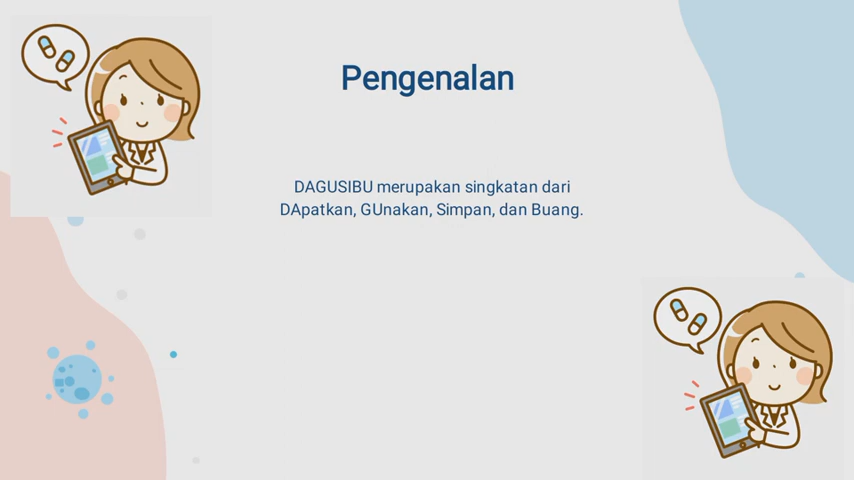 Pengenalan
DAGUSIBU merupakan singkatan dari
DApatkan, GUnakan, Simpan, dan Buang.